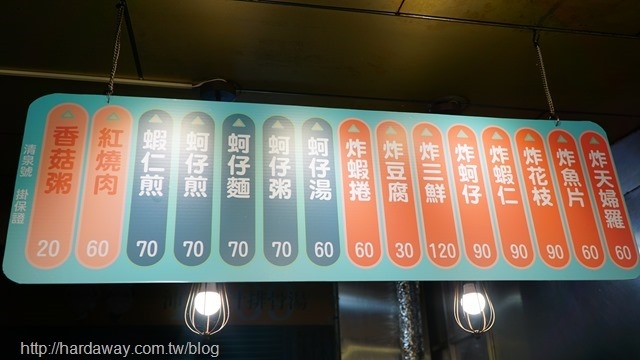 清泉號 掛保證
香菇粥 20
紅燒肉 60
蝦仁煎 70
蚵仔煎 70
蚵仔麵 70
蚵仔粥 70
蚵仔湯 60
炸蝦捲 60
炸豆腐 30
炸三鮮 120
炸蚵仔 90
炸蝦仁 90
炸花枝 90
炸魚片 60
炸天婦羅 60
http://hardaway.com.tw/blog